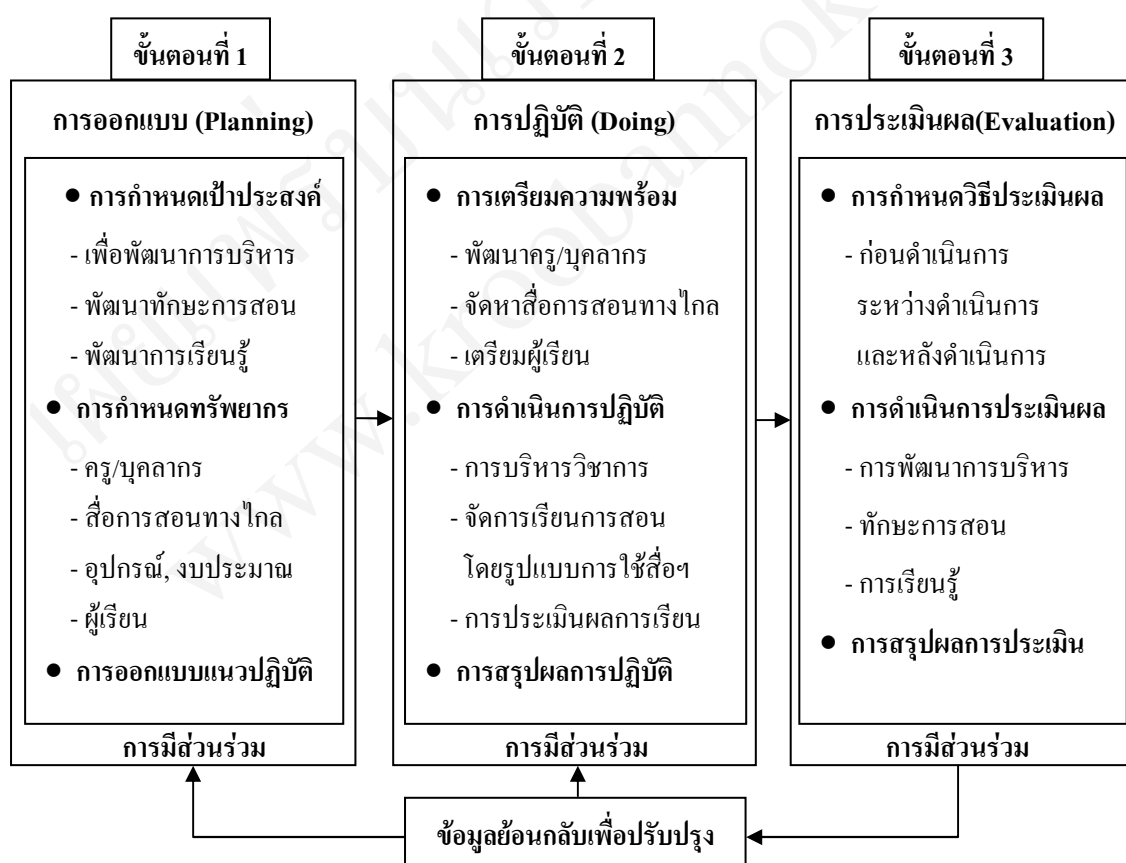 ขั้นตอนที่ 1
การออกแบบ (Planning)
● การกำหนดเป้าประสงค์
- เพื่อพัฒนาการบริหาร
- พัฒนาทักษะการสอน
- พัฒนาการเรียนรู้
● การกำหนดทรัพยากร
- ครู/บุคลากร
- สื่อการสอนทางไกล
- อุปกรณ์, งบประมาณ
- ผู้เรียน
● การออกแบบแนวปฏิบัติ
การมีส่วนร่วม
ขั้นตอนที่ 2
การปฏิบัติ (Doing)
● การเตรียมความพร้อม
- พัฒนาครู/บุคลากร
- จัดหาสื่อการสอนทางไกล
- เตรียมผู้เรียน
● การดำเนินการปฏิบัติ
- การบริหารวิชาการ
- จัดการเรียนการสอน
โดยรูปแบบการใช้สื่อฯ
- การประเมินผลการเรียน
● การสรุปผลการปฏิบัติ
การมีส่วนร่วม
ขั้นตอนที่ 3
การประเมินผล(Evaluation)
● การกำหนดวิธีประเมินผล
- ก่อนดำเนินการ
ระหว่างดำเนินการ
และหลังดำเนินการ
● การดำเนินการประเมินผล
- การพัฒนาการบริหาร
- ทักษะการสอน
- การเรียนรู้
● การสรุปผลการประเมิน
การมีส่วนร่วม
ข้อมูลย้อนกลับเพื่อปรับปรุง